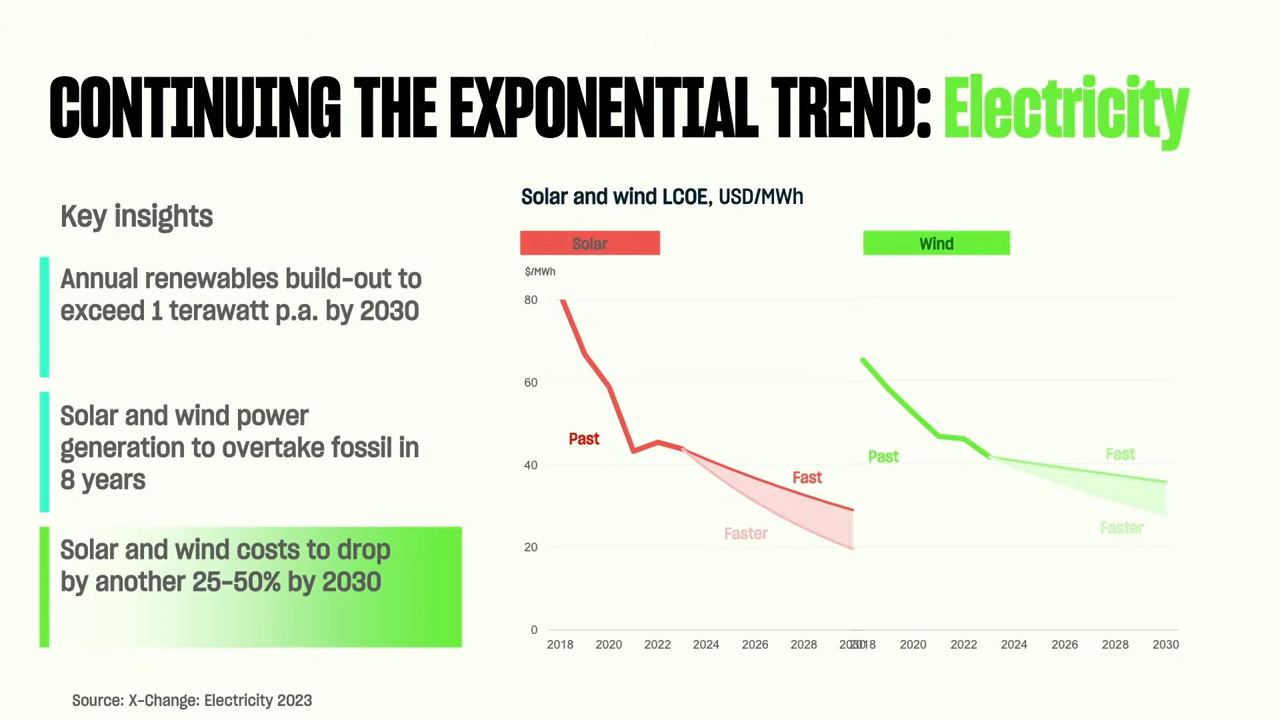 CONTINUING THE EXPONENTIAL TREND: Electricity
Key insights
Annual renewables build-out to
exceed 1 terawatt p.a. by 2030
Solar and wind power
generation to overtake fossil in
8 years
Solar and wind costs to drop
by another 25-50% by 2030
Source: X-Change: Electricity 2023
Solar and wind LCOE, USD/MWh
Solar
$/MWh
80
60
40
20
0
Past
Fast
Faster
2018 2020 2022 2024 2026 2028 2030
Wind
Past
Fast
Faster
2018 2020 2022 2024 2026 2028 2030